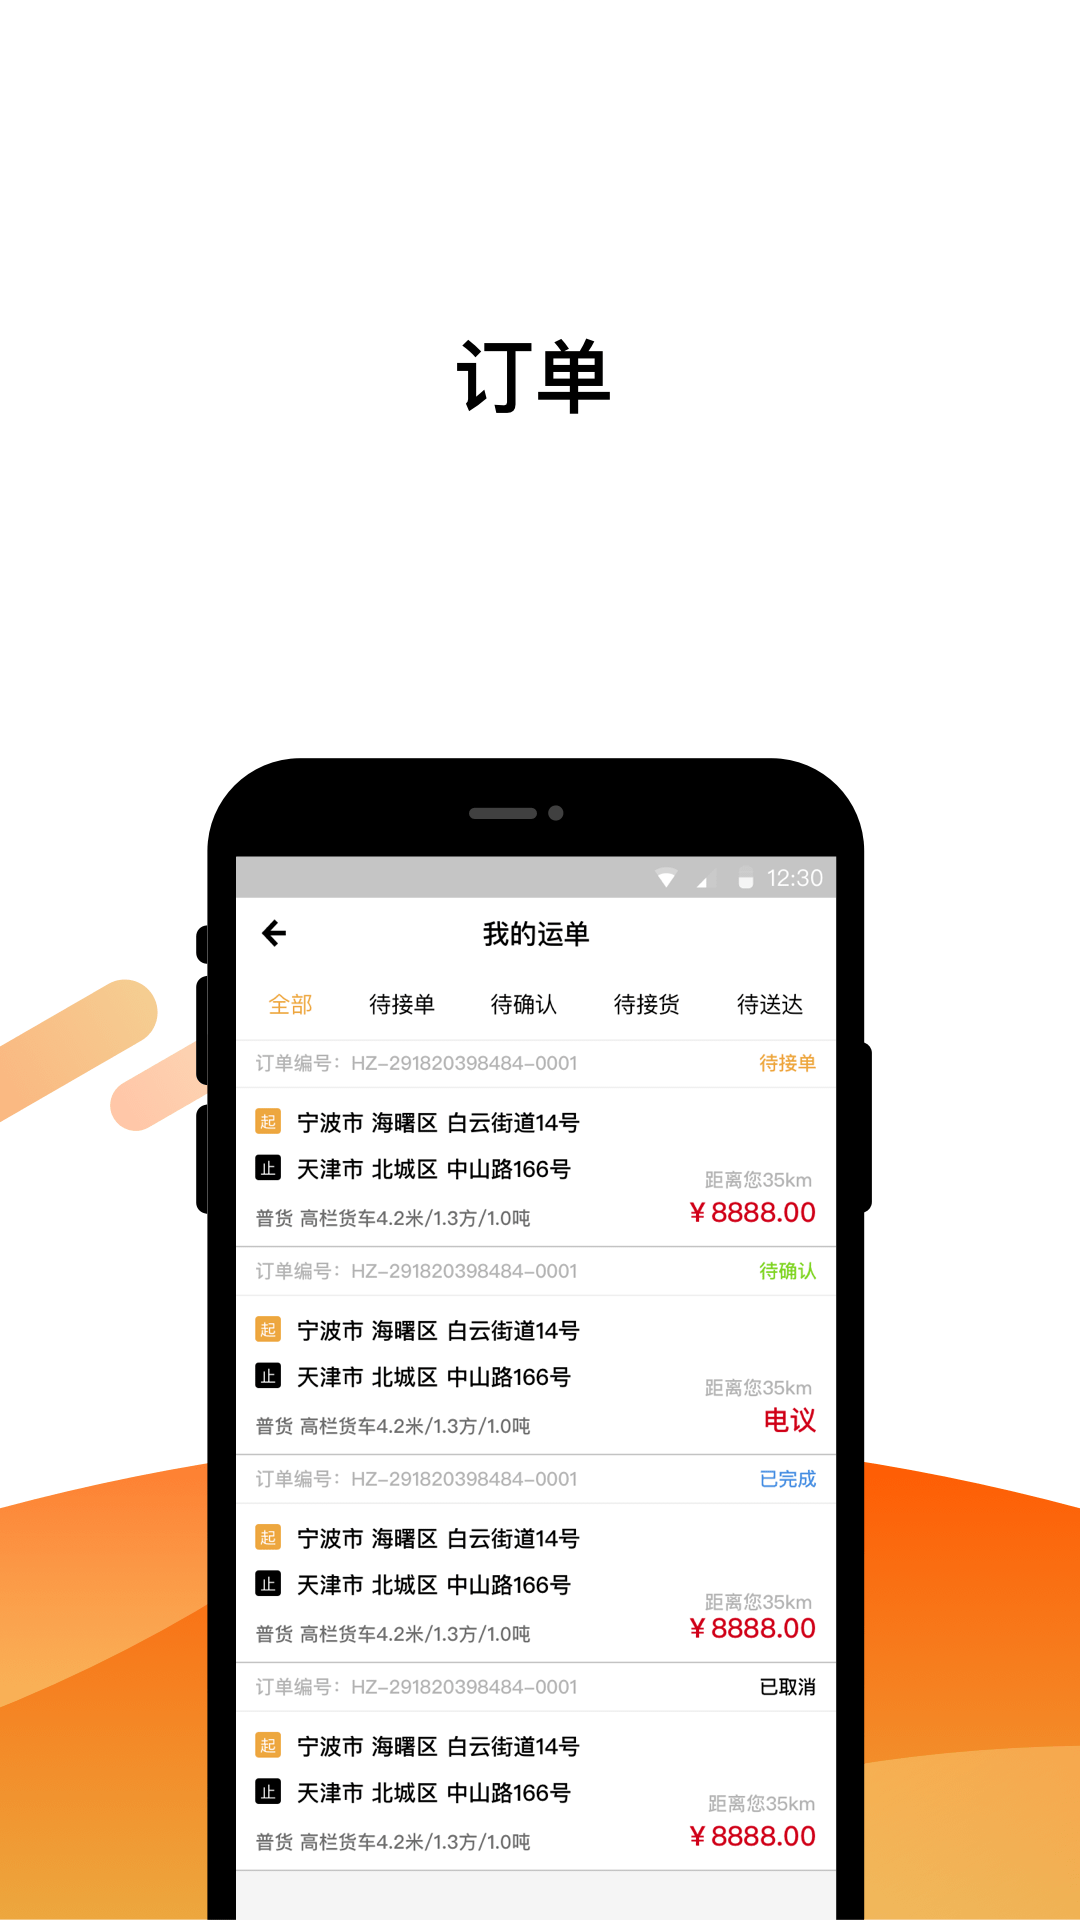 订单
12:30
我的运单
全部 待接单 待确认 待接货 待送达
订单编号：HZ-291820398484-0001 待接单
起 宁波市 海曙区 白云街道14号
止 天津市 北城区 中山路166号
距离您35km
普货 高栏货车4.2米/1.3方/1.0吨 ¥8888.00
订单编号：HZ-291820398484-0001 待确认
起 宁波市 海曙区 白云街道14号
止 天津市 北城区 中山路166号
距离您35km
普货 高栏货车4.2米/1.3方/1.0吨 电议
订单编号：HZ-291820398484-0001 已完成
起 宁波市 海曙区 白云街道14号
止 天津市 北城区 中山路166号
距离您35km
普货 高栏货车4.2米/1.3方/1.0吨 ¥8888.00
订单编号：HZ-291820398484-0001 已取消
起 宁波市 海曙区 白云街道14号
止 天津市 北城区 中山路166号
距离您35km
普货 高栏货车4.2米/1.3方/1.0吨 ¥8888.00